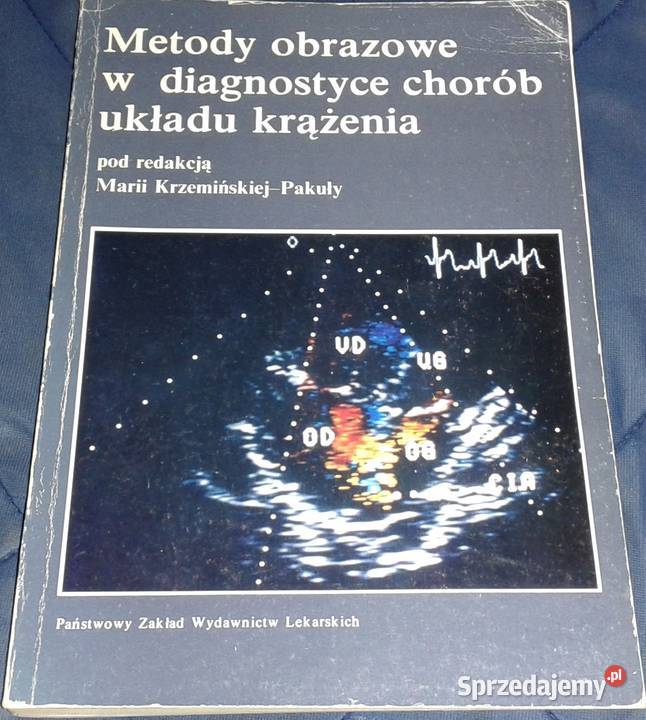 Metody obrazowe
w diagnostyce chorób
układu krążenia
pod redakcją
Marii Krzemińskiej-Pakuły
VD
VG
OD
OG
CIA
Państwowy Zakład Wydawnictw Lekarskich
Sprzedajemy.pl